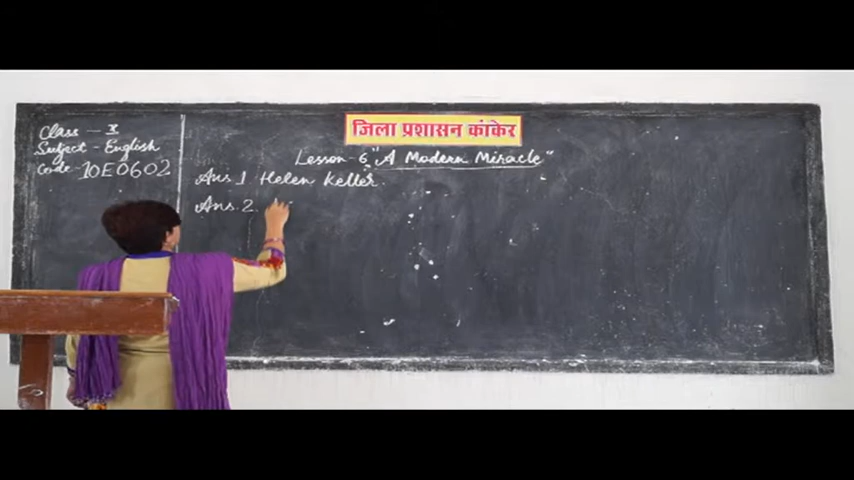 जिला प्रशासन कांकेर
Class - X
Subject - English
Code - 10E0602
Lesson - 6 "A Modern Miracle"
Ans. 1 Helen Keller.
Ans. 2.